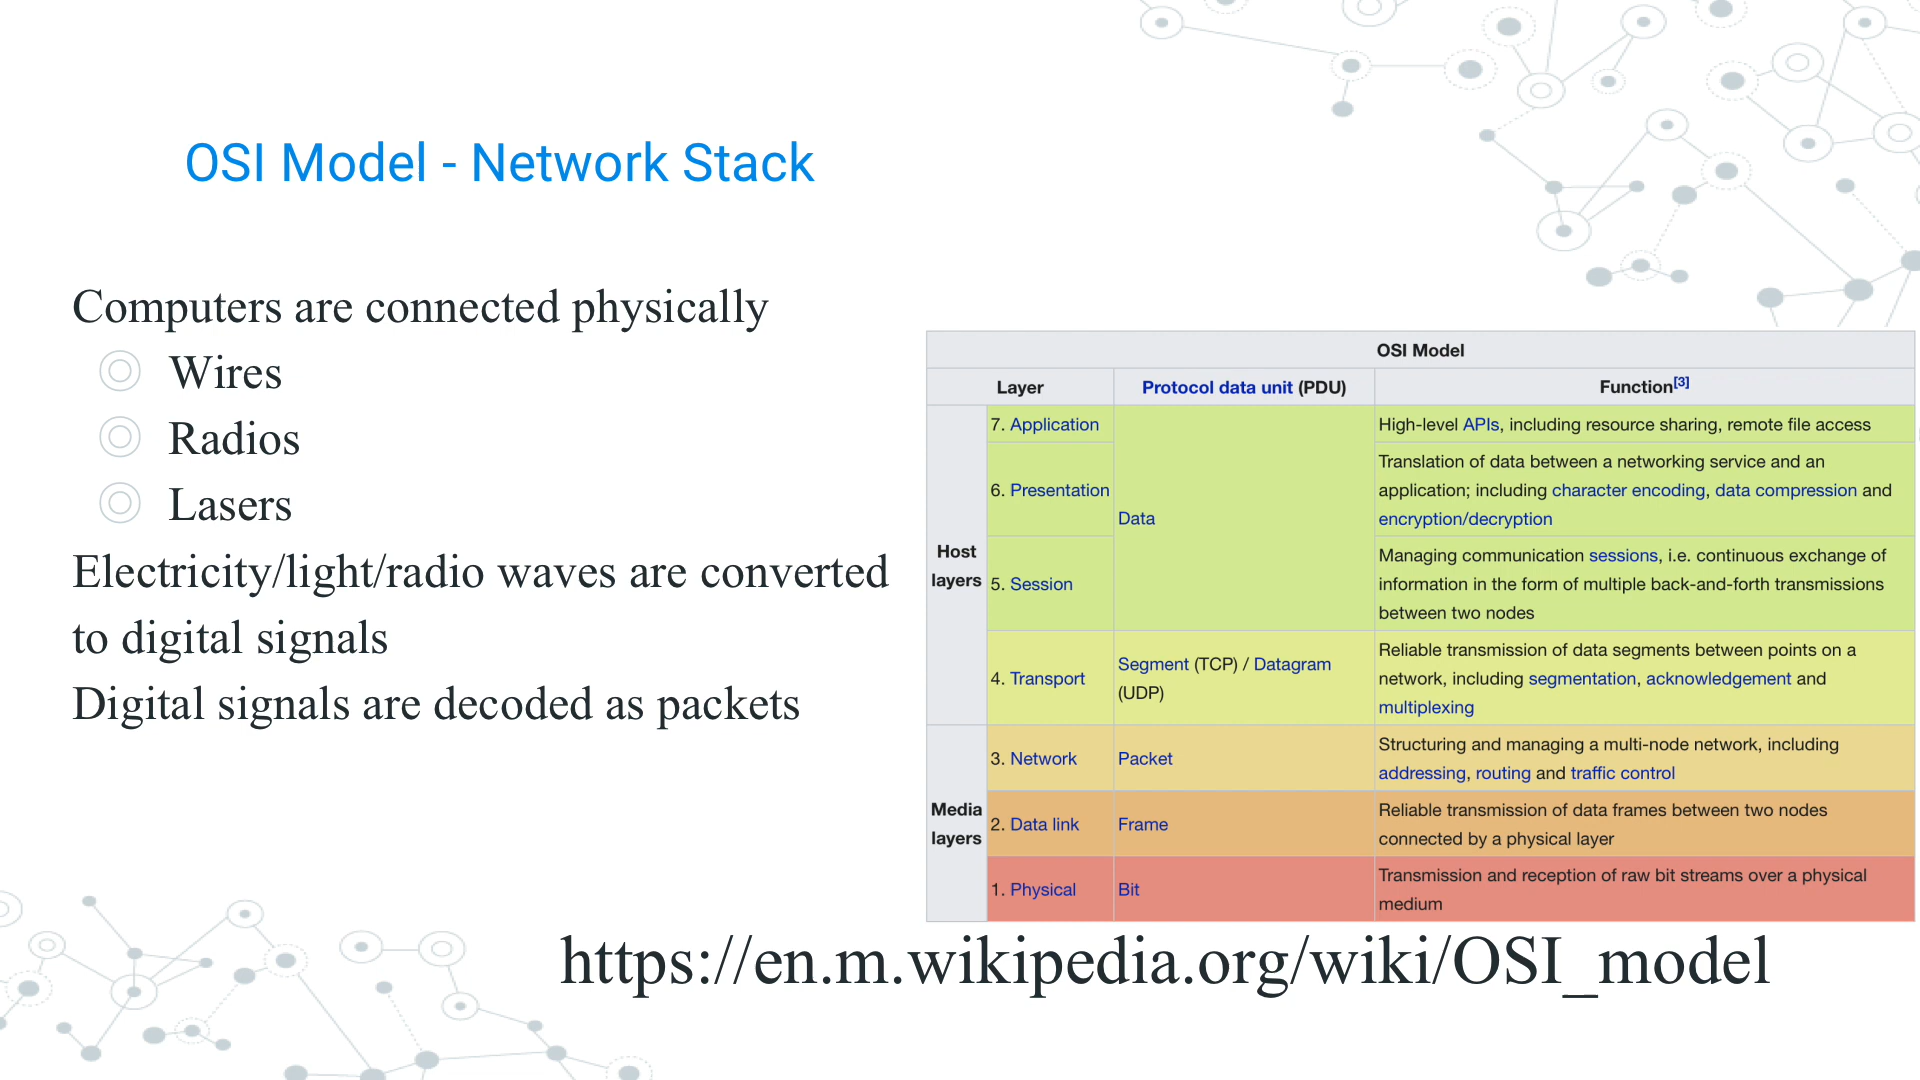 OSI Model - Network Stack
Computers are connected physically
Wires
Radios
Lasers
Electricity/light/radio waves are converted
to digital signals
Digital signals are decoded as packets
OSI Model
Layer Protocol data unit (PDU) Function[3]
Host
layers
7. Application
High-level APIs, including resource sharing, remote file access
6. Presentation
Data
Translation of data between a networking service and an
application; including character encoding, data compression and
encryption/decryption
5. Session
Managing communication sessions, i.e. continuous exchange of
information in the form of multiple back-and-forth transmissions
between two nodes
4. Transport
Segment (TCP) / Datagram
(UDP)
Reliable transmission of data segments between points on a
network, including segmentation, acknowledgement and
multiplexing
Media
layers
3. Network
Packet
Structuring and managing a multi-node network, including
addressing, routing and traffic control
2. Data link
Frame
Reliable transmission of data frames between two nodes
connected by a physical layer
1. Physical
Bit
Transmission and reception of raw bit streams over a physical
medium
https://en.m.wikipedia.org/wiki/OSI_model